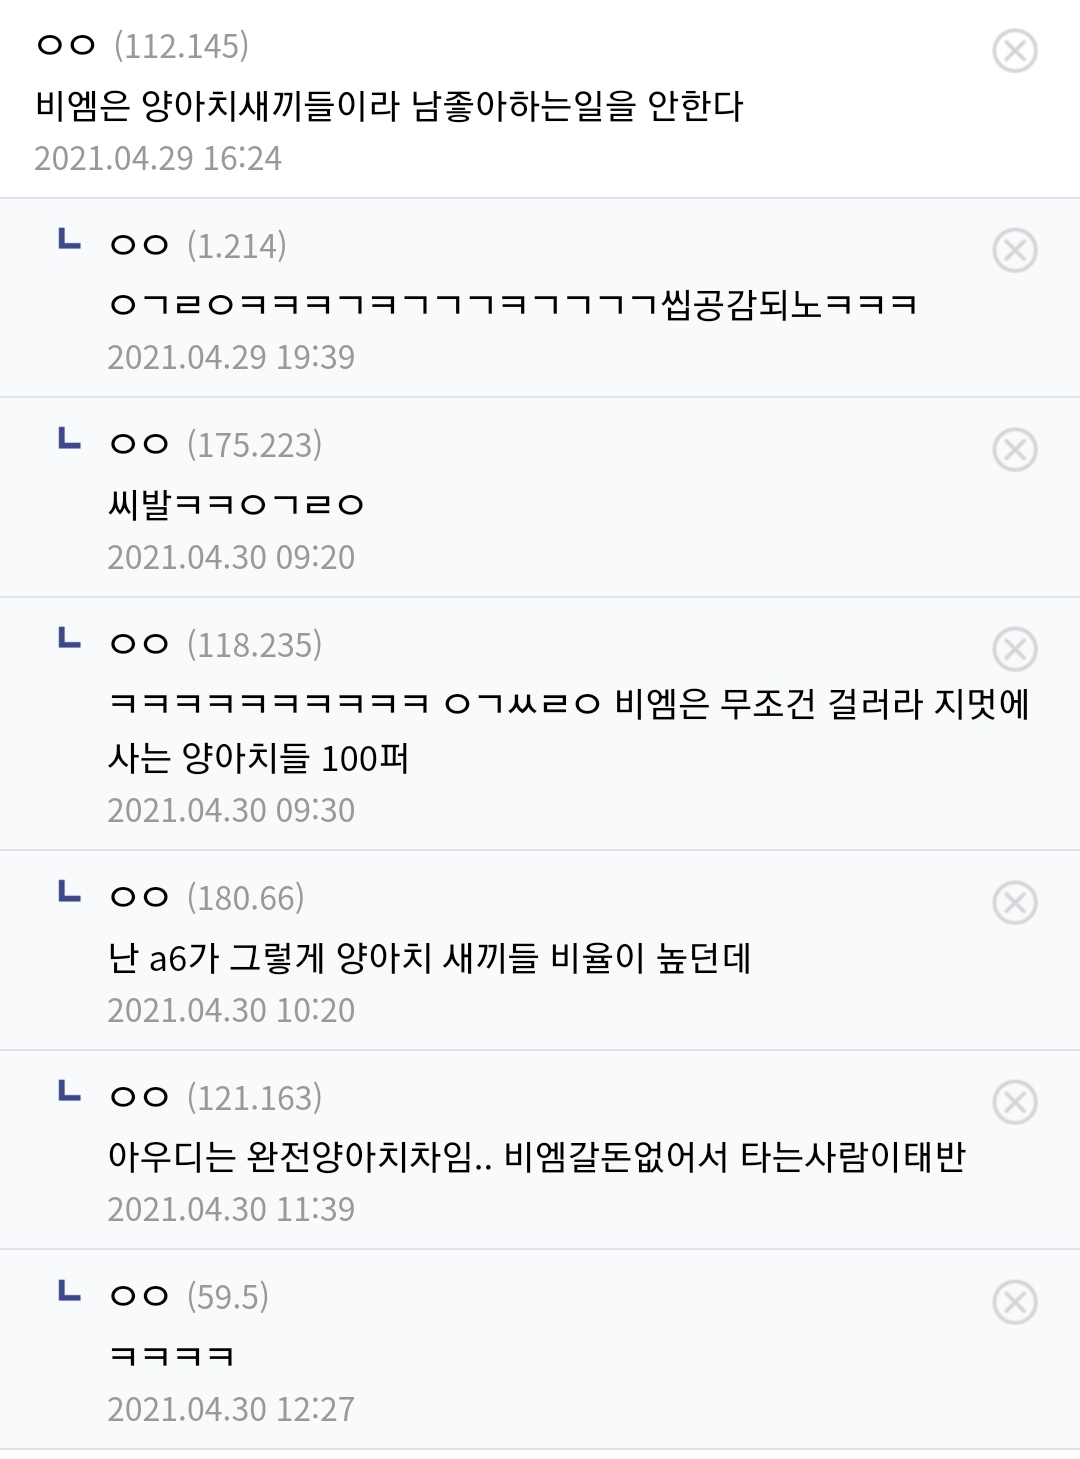 ㅇㅇ (112.145)
비엠은 양아치새끼들이라 남좋아하는일을 안한다
2021.04.29 16:24
ㅇㅇ (1.214)
ㅇㄱㄹㅇㅋㅋㅋㄱㅋㄱㄱㄱㅋㄱㄱㄱㄱ씹공감되노ㅋㅋㅋ
2021.04.29 19:39
ㅇㅇ (175.223)
씨발ㅋㅋㅇㄱㄹㅇ
2021.04.30 09:20
ㅇㅇ (118.235)
ㅋㅋㅋㅋㅋㅋㅋㅋㅋㅋ ㅇㄱㅆㄹㅇ 비엠은 무조건 걸러라 지멋에
사는 양아치들 100퍼
2021.04.30 09:30
ㅇㅇ (180.66)
난 a6가 그렇게 양아치 새끼들 비율이 높던데
2021.04.30 10:20
ㅇㅇ (121.163)
아우디는 완전양아치차임.. 비엠갈돈없어서 타는사람이태반
2021.04.30 11:39
ㅇㅇ (59.5)
ㅋㅋㅋㅋ
2021.04.30 12:27